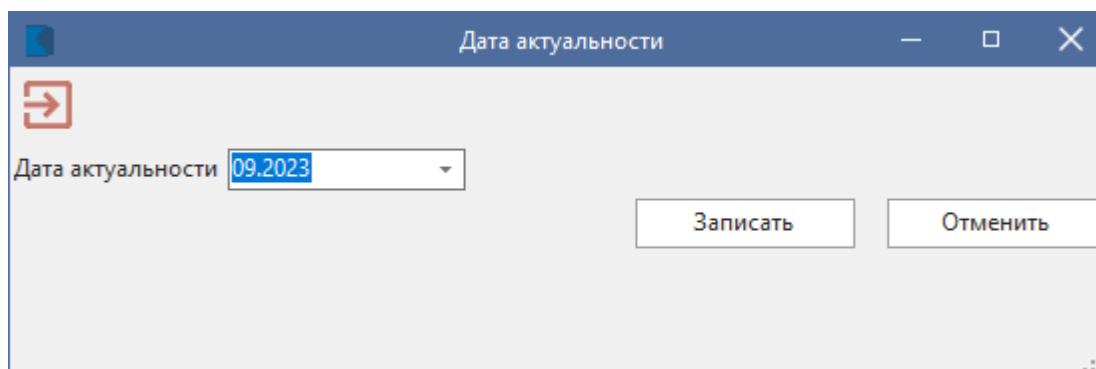 Дата актуальности
Дата актуальности 09.2023
Записать Отменить